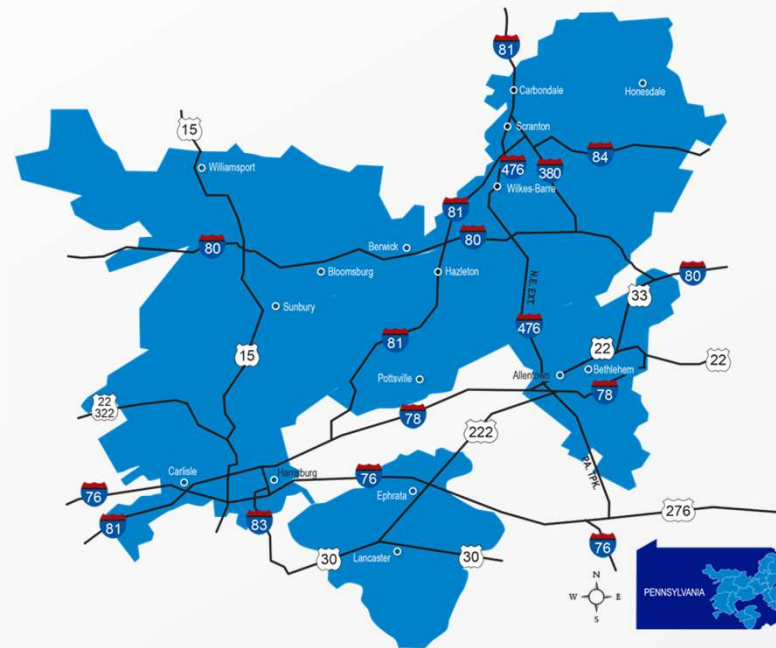 81
Carbondale
Honesdale
15
Scranton
Williamsport
476
380
84
Wilkes-Barre
81
80
Berwick
80
Bloomsburg
Hazleton
80
N.E. EXT.
33
Sunbury
476
81
22
15
22
Allentown
Bethlehem
Pottsville
78
22
322
78
222
Carlisle
Harrisburg
76
PA. TPK.
76
Ephrata
276
81
83
76
30
Lancaster
30
N
W
E
S
PENNSYLVANIA